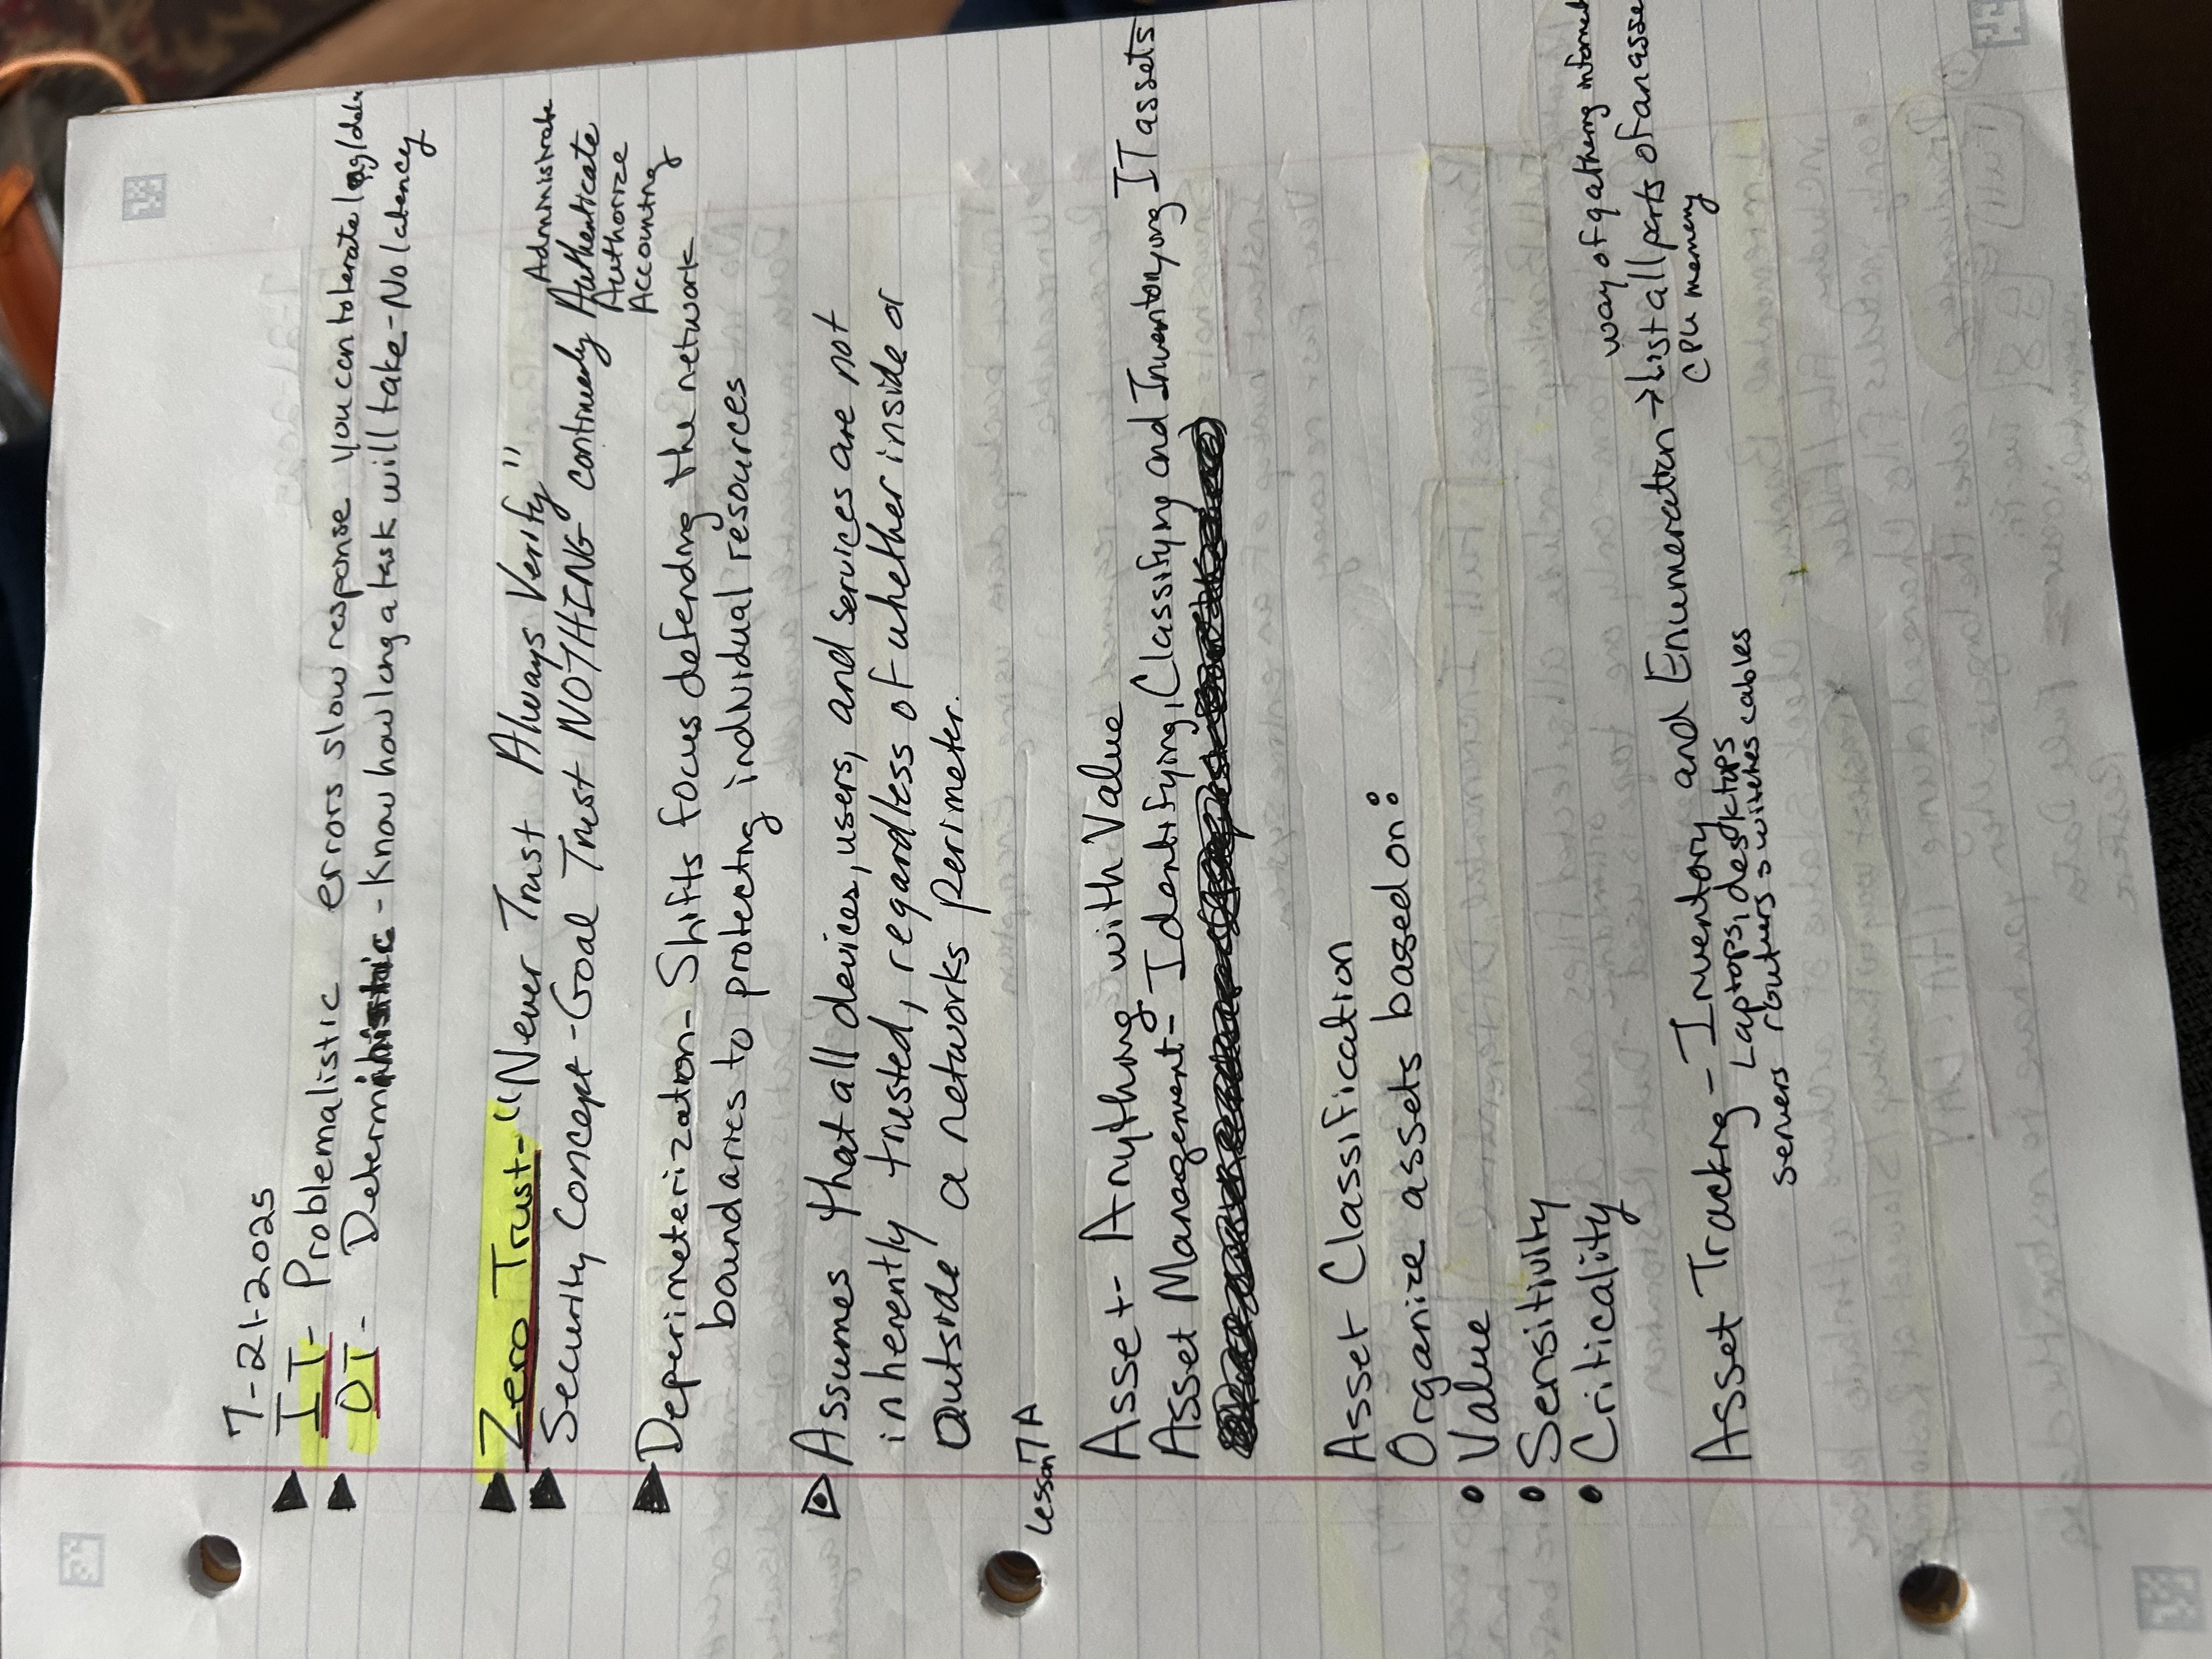 7-21-2025
IT- Problemalistic errors slow response you can tolerate lag/
OT- Deterministic - Know how long a task will take - No latency
Zero Trust- "Never Trust Always Verify"
Administrate
Security Concept - Goal Trust NOTHING continuously Authenticate
Authorize
Accounting
Deperimeterization- Shifts focus defending the network
boundaries to protecting individual resources
Assumes that all devices, users, and services are not
inherently trusted, regardless of whether inside or
Outside a networks perimeter.
Lesson 7A
Asset- Anything with Value
Asset Management- Identifying, Classifying and Inventorying IT assets
Asset Classification
Organize assets based on:
• Value
• Sensitivity
• Criticality
way of gathering
Asset Tracking - Inventory and Enumeration → List all parts of an asse
CPU memory
Laptops, desktops
servers routers switches cables